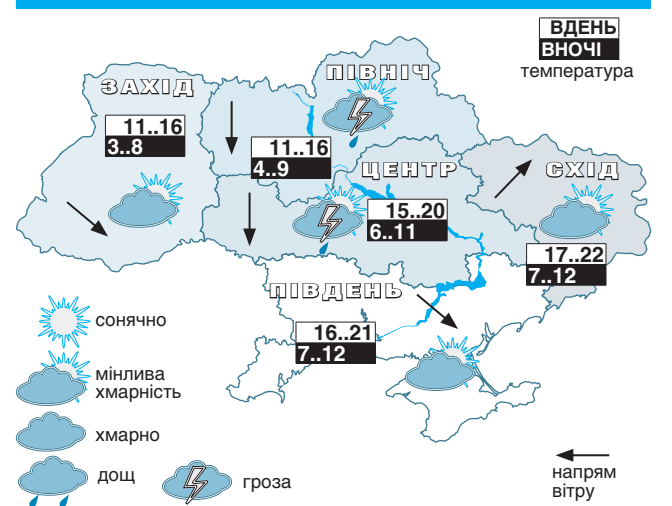 ВДЕНЬ
ВНОЧІ
температура
ПІВНІЧ
ЗАХІД
11..16
3..8
11..16
4..9
ЦЕНТР
СХІД
15..20
6..11
17..22
7..12
ПІВДЕНЬ
16..21
7..12
сонячно
мінлива
хмарність
хмарно
дощ
гроза
напрям
вітру